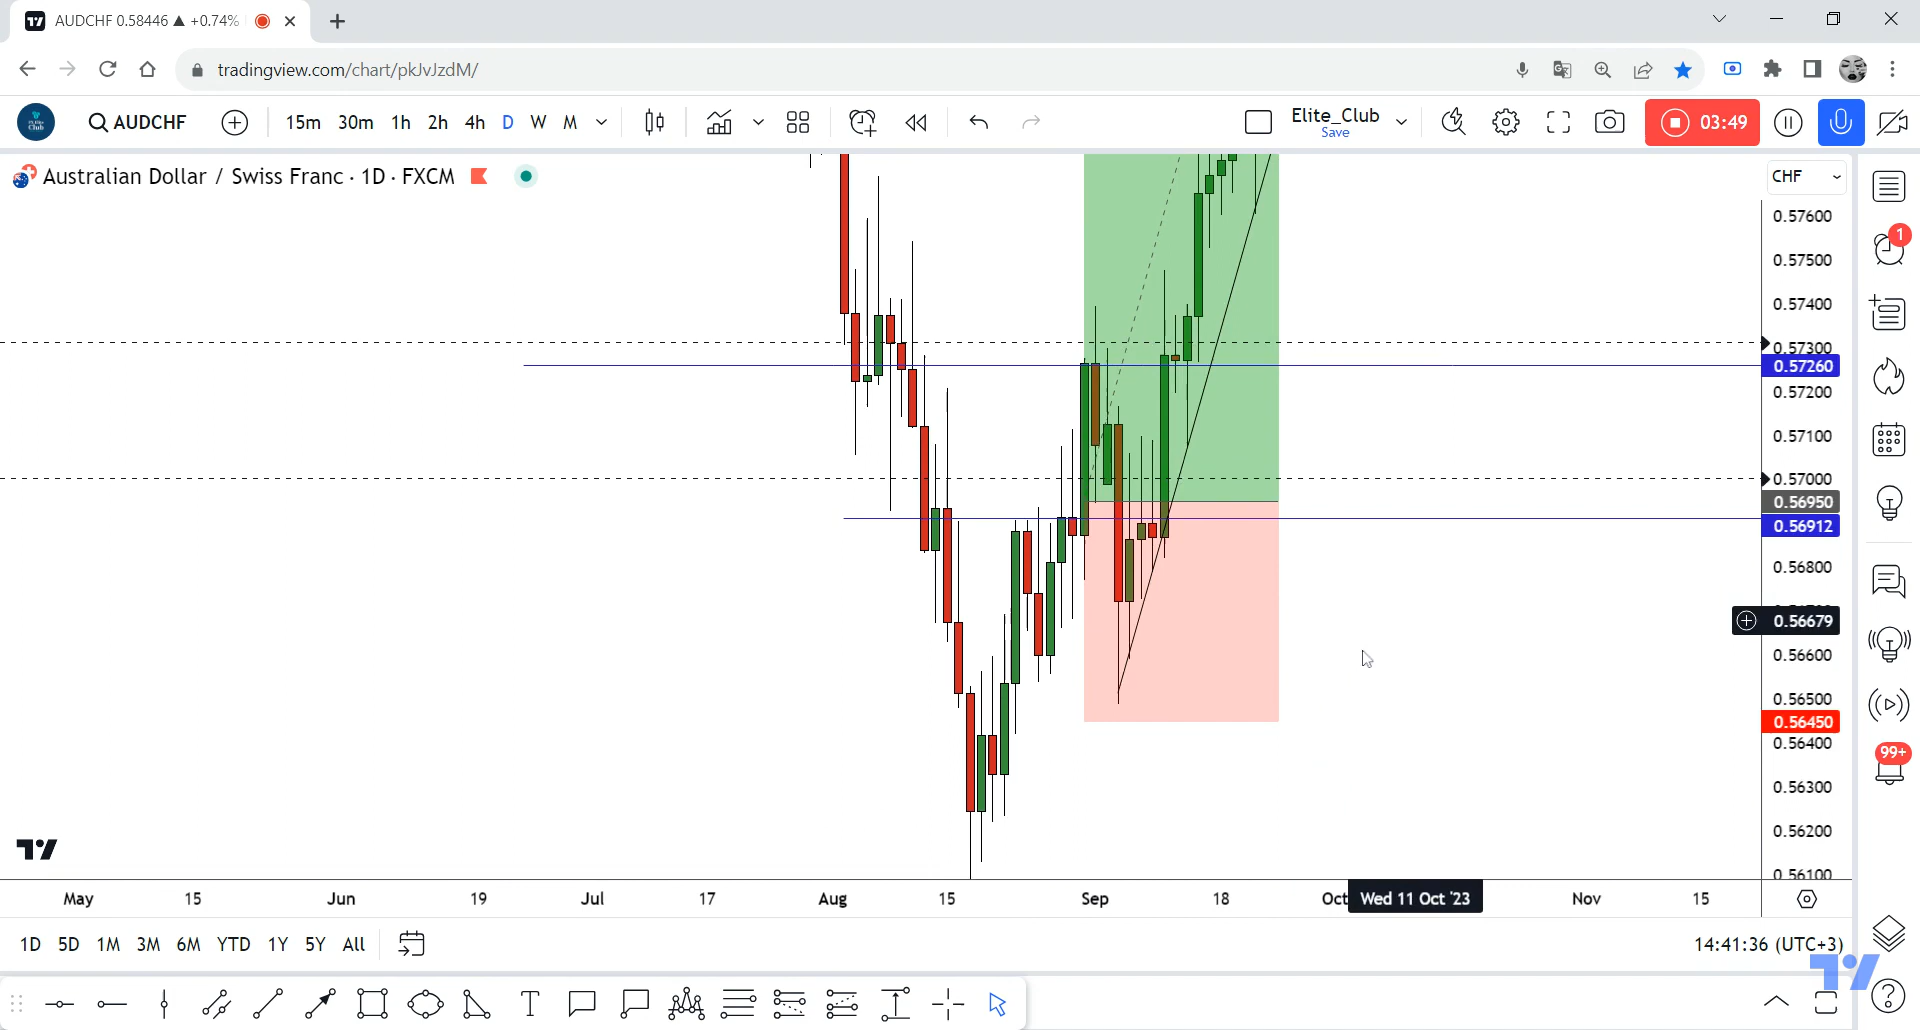 AUDCHF 0.58446 ▲ +0.74%
tradingview.com/chart/pkJvJzdM/
AUDCHF
15m 30m 1h 2h 4h D W M
Elite_Club
Save
03:49
Australian Dollar / Swiss Franc · 1D · FXCM
CHF
0.57600
0.57500
0.57400
0.57300
0.57260
0.57200
0.57100
0.57000
0.56950
0.56912
0.56800
0.56679
0.56600
0.56500
0.56450
0.56400
0.56300
0.56200
0.56100
1
99+
May 15 Jun 19 Jul 17 Aug 15 Sep 18 Oct Wed 11 Oct '23 Nov 15
1D 5D 1M 3M 6M YTD 1Y 5Y All
14:41:36 (UTC+3)